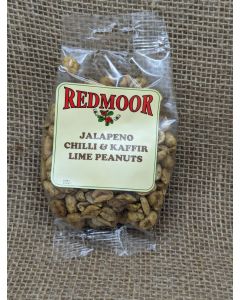 REDMOOR
JALAPENO
CHILLI & KAFFIR
LIME PEANUTS